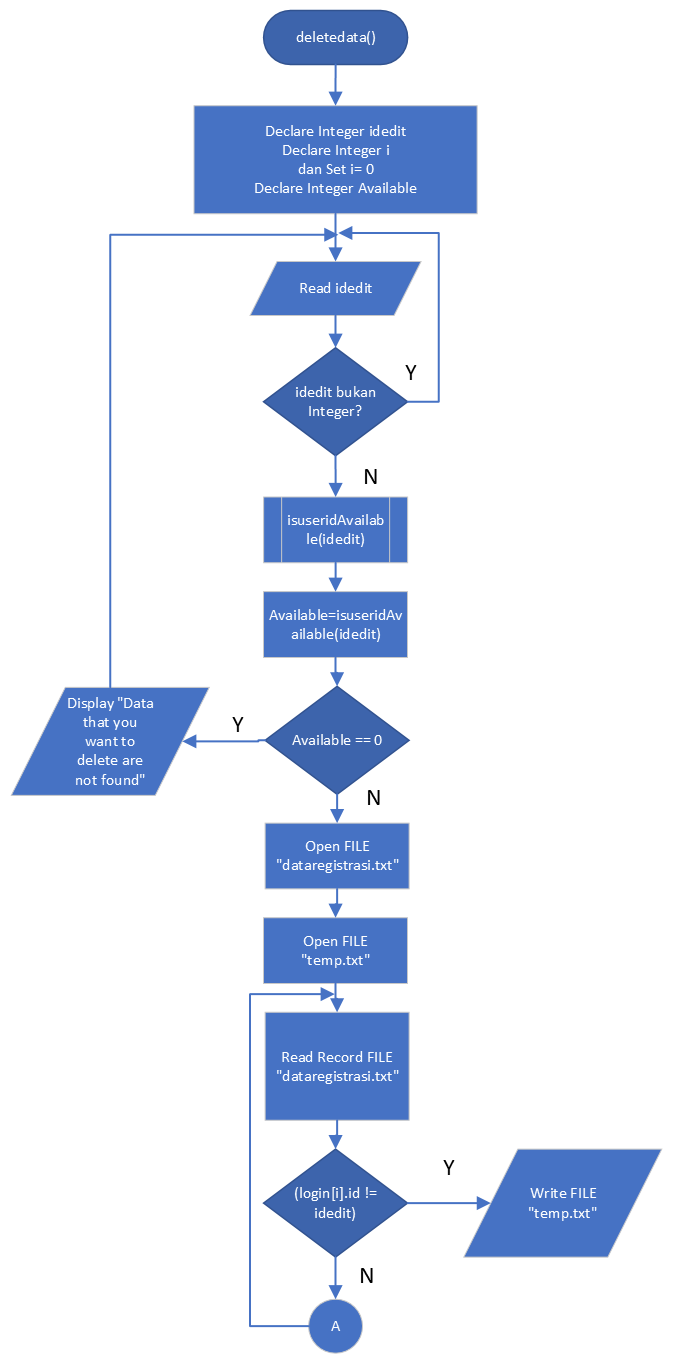 deletedata()
Declare Integer idedit
Declare Integer i
dan Set i= 0
Declare Integer Available
Read idedit
Y
idedit bukan
Integer?
N
isuseridAvailab
le(idedit)
Available=isuseridAv
ailable(idedit)
Display "Data
that you
want to
delete are
not found"
Y
Available == 0
N
Open FILE
"dataregistrasi.txt"
Open FILE
"temp.txt"
Read Record FILE
"dataregistrasi.txt"
Y
(login[i].id !=
idedit)
Write FILE
"temp.txt"
N
A